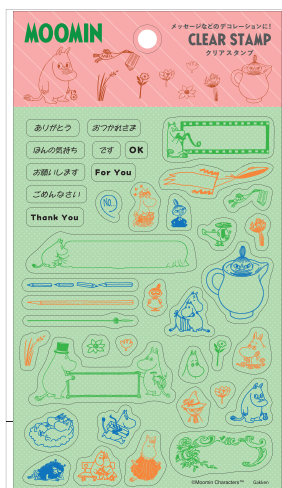 MOOMIN
メッセージなどのデコレーションに!
CLEAR STAMP
クリアスタンプ
ありがとう
おつかれさま
ほんの気持ち
です
OK
お願いします
For You
ごめんなさい
No.
Thank You
©Moomin Characters™
Gakken